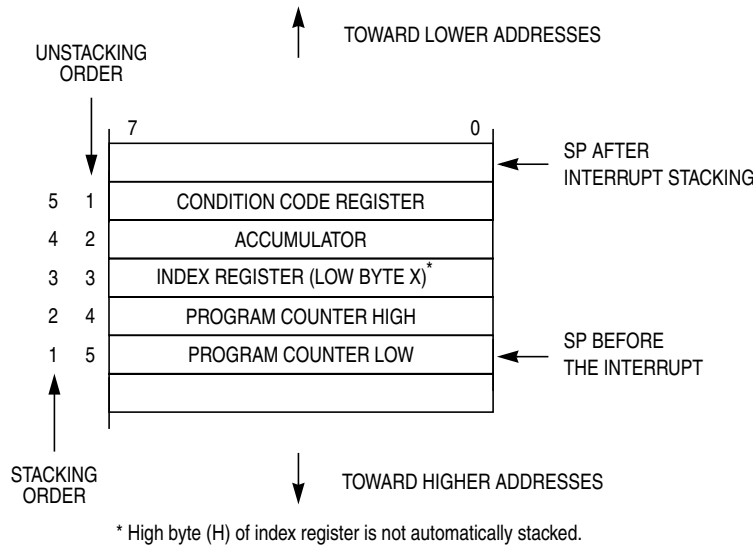 TOWARD LOWER ADDRESSES
UNSTACKING
ORDER
7 0
SP AFTER
INTERRUPT STACKING
5 1 CONDITION CODE REGISTER
4 2 ACCUMULATOR
3 3 INDEX REGISTER (LOW BYTE X)*
2 4 PROGRAM COUNTER HIGH
1 5 PROGRAM COUNTER LOW
SP BEFORE
THE INTERRUPT
STACKING
ORDER
TOWARD HIGHER ADDRESSES
* High byte (H) of index register is not automatically stacked.